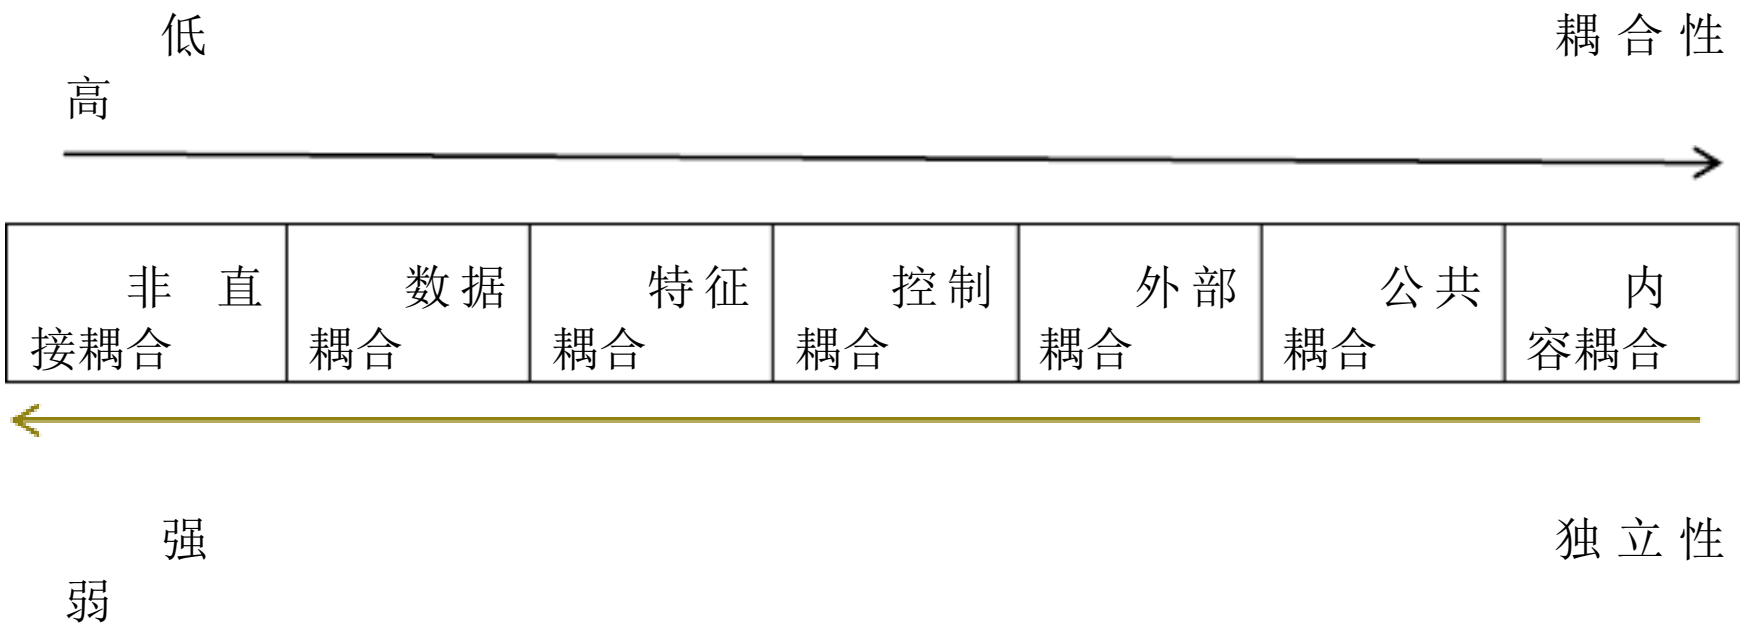 低 耦合性
高
非直
接耦合
数据
耦合
特征
耦合
控制
耦合
外部
耦合
公共
耦合
内
容耦合
强 独立性
弱